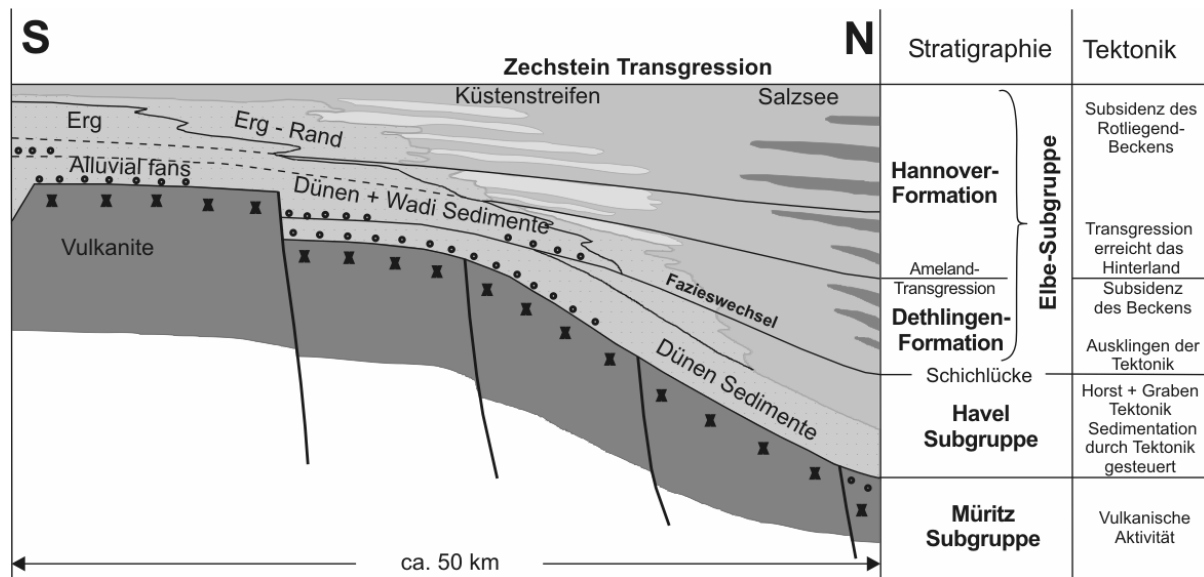 S
N
Stratigraphie
Tektonik
Zechstein Transgression
Küstenstreifen
Salzsee
Erg
Erg - Rand
Alluvial fans
Dünen + Wadi Sedimente
Vulkanite
Fazieswechsel
Dünen Sedimente
ca. 50 km
Hannover-
Formation
Ameland-
Transgression
Dethlingen-
Formation
Elbe-Subgruppe
Schichlücke
Havel
Subgruppe
Müritz
Subgruppe
Subsidenz des
Rotliegend-
Beckens
Transgression
erreicht das
Hinterland
Subsidenz
des Beckens
Ausklingen der
Tektonik
Horst + Graben
Tektonik
Sedimentation
durch Tektonik
gesteuert
Vulkanische
Aktivität